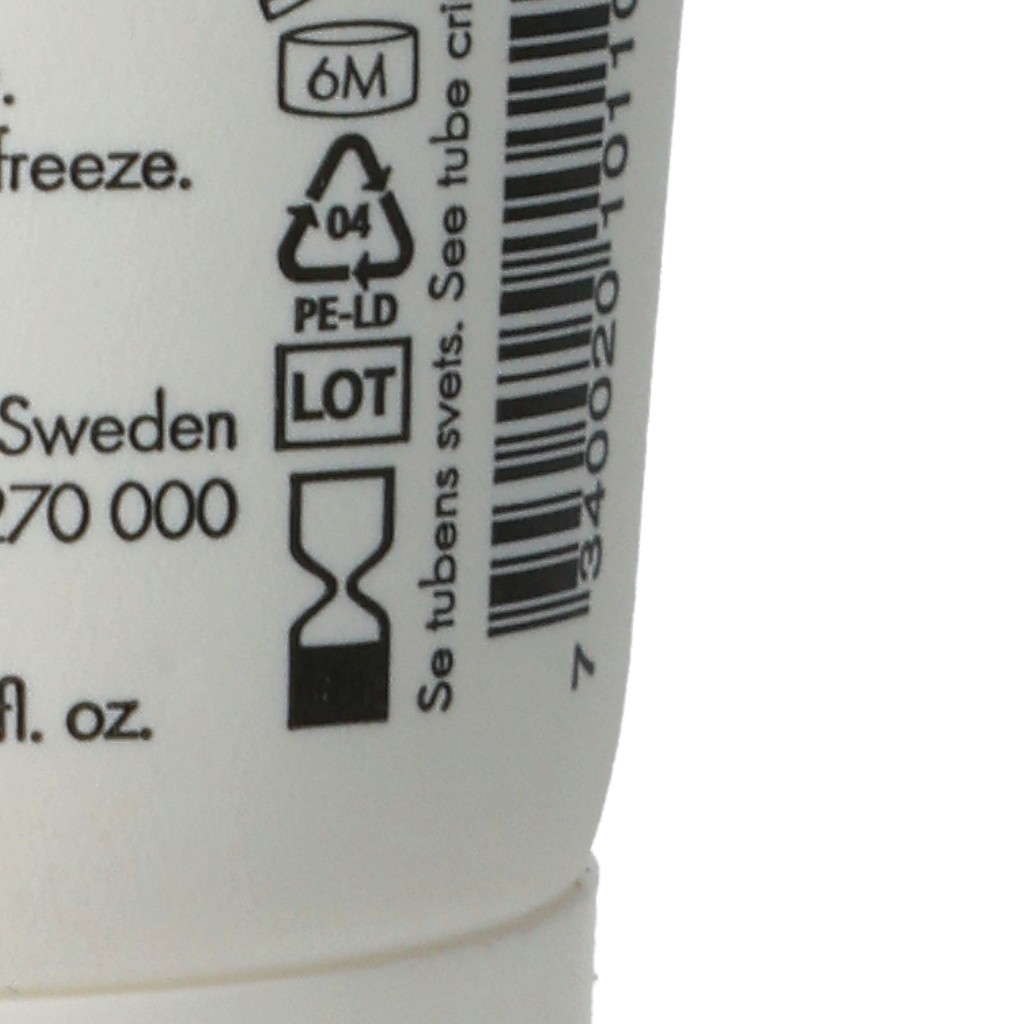 freeze.
Sweden
270 000
fl. oz.
6M
04
PE-LD
LOT
Se tubens svets. See tube cri
7 340020 10110